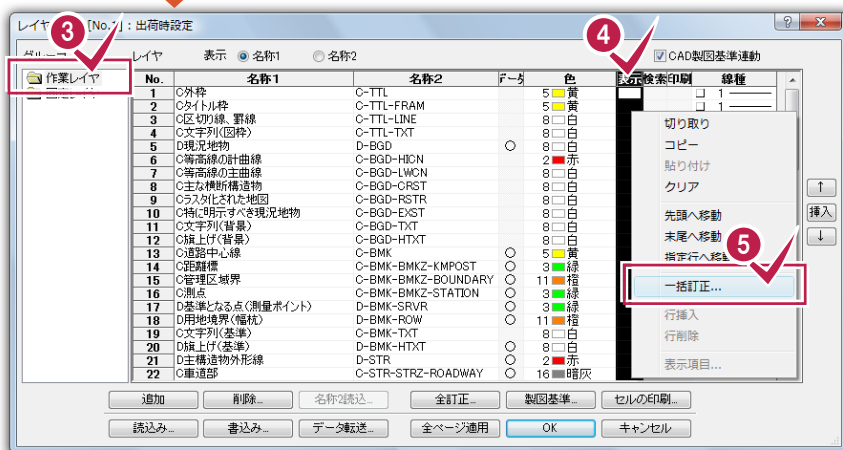 レイヤ [No.1]：出荷時設定
3
4
グループ レイヤ 表示 名称1 名称2 CAD製図基準連動
作業レイヤ
No. 名称1 名称2 データ 色 表示 検索 印刷 線種
1 C外枠 C-TTL 5 黄 1
2 Cタイトル枠 C-TTL-FRAM 5 黄 1
3 C区切り線、罫線 C-TTL-LINE 8 白
4 C文字列(図枠) C-TTL-TXT 8 白
5 D現況地物 D-BGD ○ 8 白
6 C等高線の計曲線 C-BGD-HICN 2 赤
7 C等高線の主曲線 C-BGD-LWCN 8 白
8 C主な横断構造物 C-BGD-CRST 8 白
9 Cラスタ化された地図 C-BGD-RSTR 8 白
10 C特に明示すべき現況地物 C-BGD-EXST 8 白
11 C文字列(背景) C-BGD-TXT 8 白
12 C旗上げ(背景) C-BGD-HTXT 8 白
13 C道路中心線 C-BMK ○ 5 黄
14 C距離標 C-BMK-BMKZ-KMPOST ○ 3 緑
15 C管理区域界 C-BMK-BMKZ-BOUNDARY ○ 11 橙
16 C測点 C-BMK-BMKZ-STATION ○ 3 緑
17 D基準となる点(測量ポイント) D-BMK-SRVR ○ 3 緑
18 D用地境界(幅杭) D-BMK-ROW ○ 11 橙
19 C文字列(基準) C-BMK-TXT 8 白
20 D旗上げ(基準) D-BMK-HTXT ○ 8 白
21 D主構造物外形線 D-STR ○ 2 赤
22 C車道部 C-STR-STRZ-ROADWAY ○ 16 暗灰
切り取り
コピー
貼り付け
クリア
先頭へ移動
末尾へ移動
指定行へ移動
5
一括訂正...
行挿入
行削除
表示項目...
↑
挿入
↓
追加 削除... 名称2読込... 全訂正... 製図基準... セルの印刷...
読込み... 書込み... データ転送... 全ページ適用 OK キャンセル